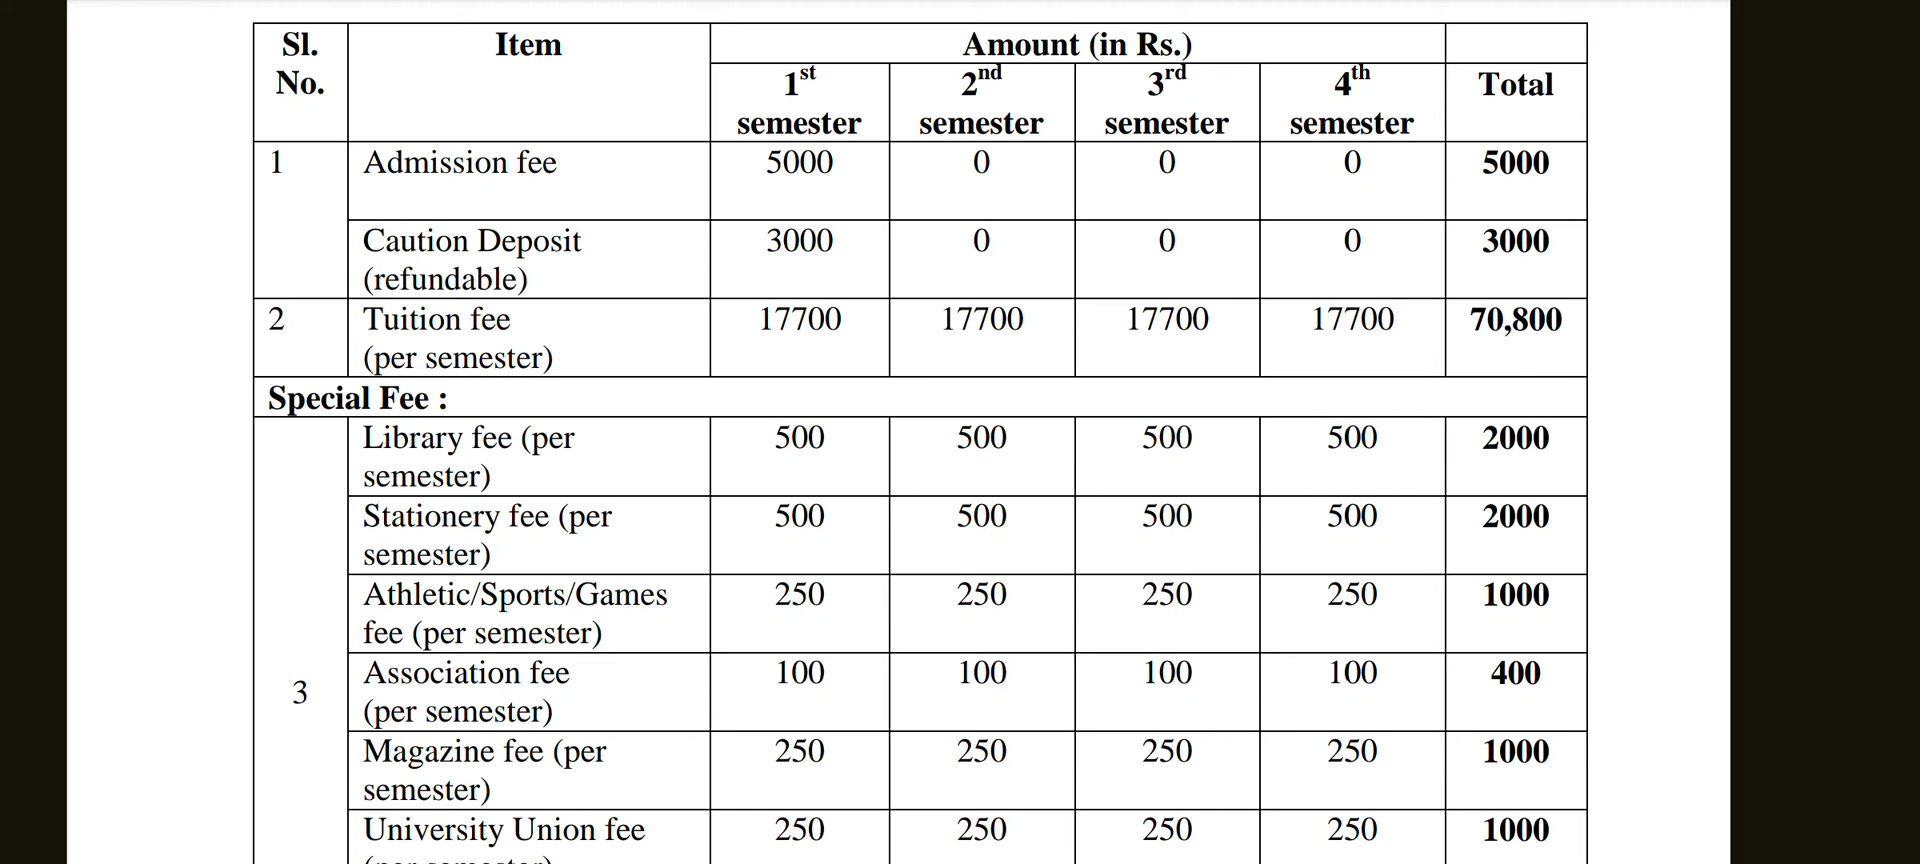 Sl. Item Amount (in Rs.)
No. 1st 2nd 3rd 4th Total
semester semester semester semester
1 Admission fee 5000 0 0 0 5000
Caution Deposit 3000 0 0 0 3000
(refundable)
2 Tuition fee 17700 17700 17700 17700 70,800
(per semester)
Special Fee :
Library fee (per 500 500 500 500 2000
semester)
Stationery fee (per 500 500 500 500 2000
semester)
Athletic/Sports/Games 250 250 250 250 1000
fee (per semester)
Association fee 100 100 100 100 400
3
(per semester)
Magazine fee (per 250 250 250 250 1000
semester)
University Union fee 250 250 250 250 1000